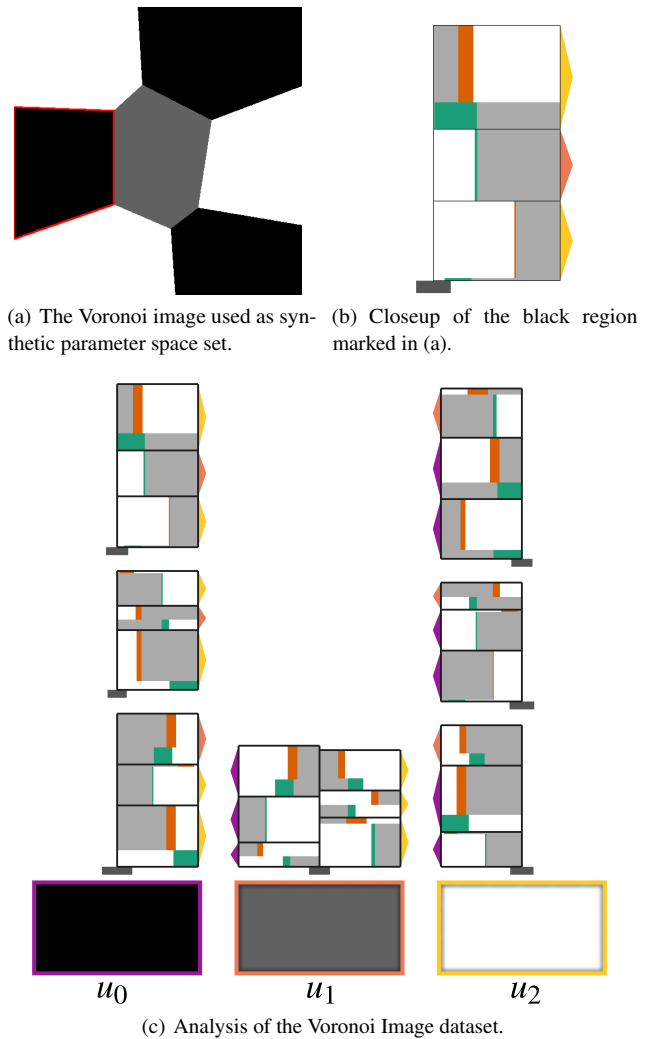 (a) The Voronoi image used as syn-
thetic parameter space set.
(b) Closeup of the black region
marked in (a).
u0
u1
u2
(c) Analysis of the Voronoi Image dataset.